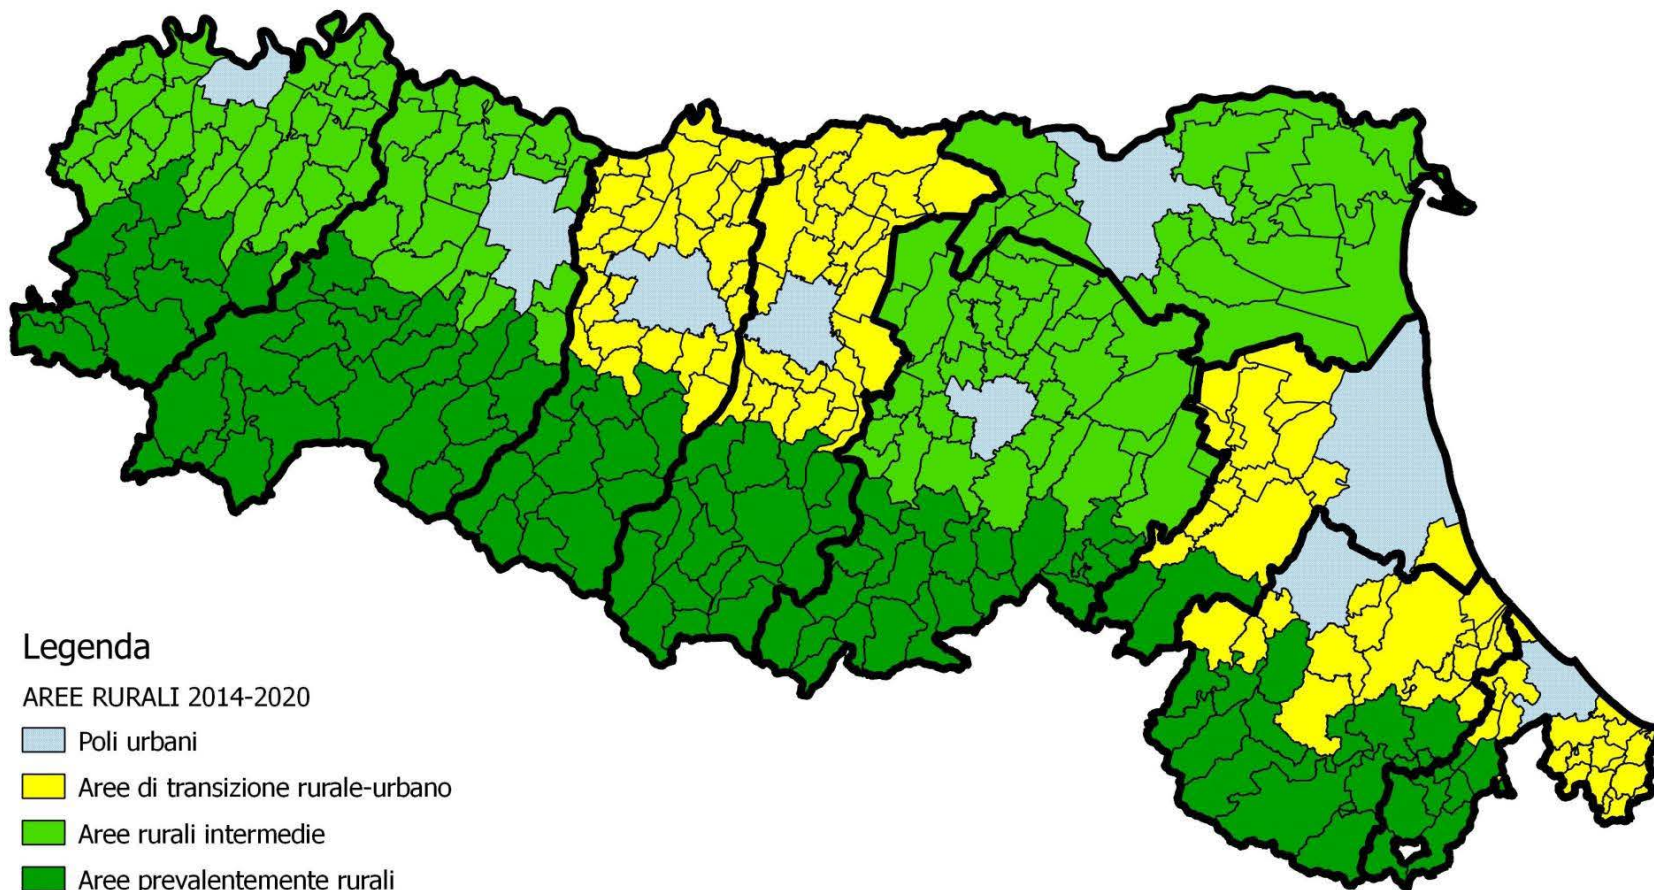 Legenda
AREE RURALI 2014-2020
Poli urbani
Aree di transizione rurale-urbano
Aree rurali intermedie
Aree prevalentemente rurali